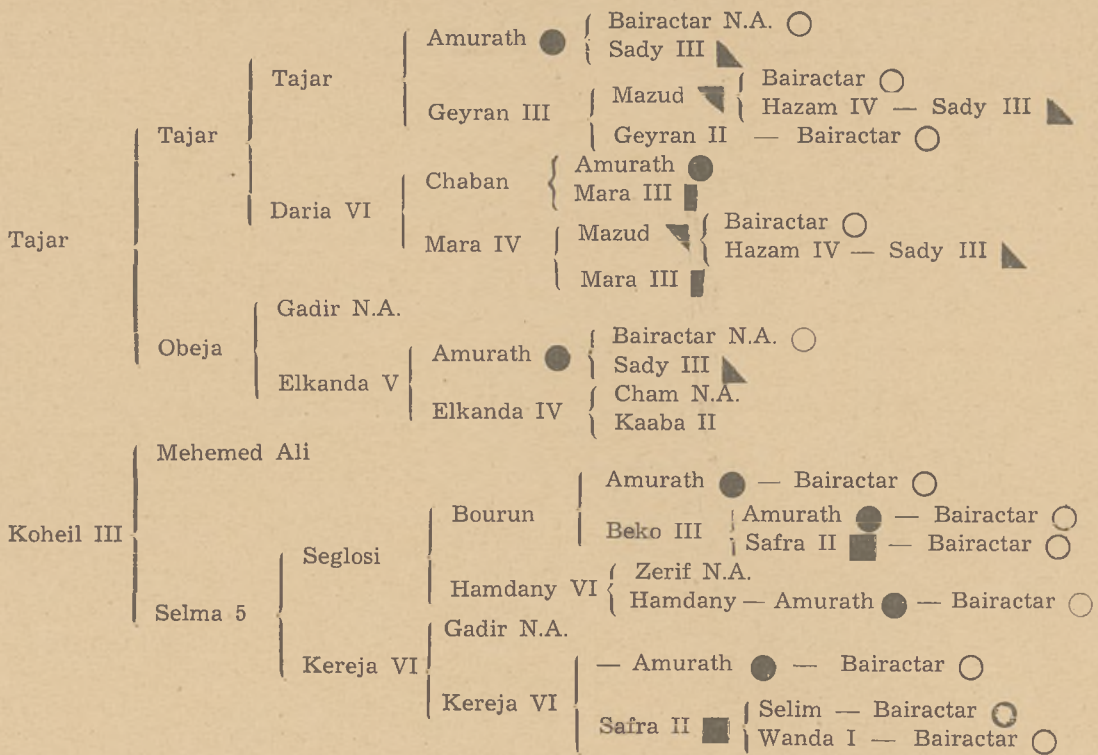 Bairactar N.A.
Amurath
Sady III
Tajar
Bairactar
Mazud
Hazam IV — Sady III
Geyran III
Geyran II — Bairactar
Tajar
Amurath
Chaban
Mara III
Daria VI
Bairactar
Mazud
Hazam IV — Sady III
Mara IV
Mara III
Tajar
Gadir N.A.
Obeja
Bairactar N.A.
Amurath
Sady III
Elkanda V
Cham N.A.
Elkanda IV
Kaaba II
Mehemed Ali
Koheil III
Amurath — Bairactar
Bourun
Amurath — Bairactar
Beko III
Safra II — Bairactar
Seglosi
Zerif N.A.
Hamdany VI
Hamdany — Amurath — Bairactar
Selma 5
Gadir N.A.
Kereja VI
— Amurath — Bairactar
Kereja VI
Selim — Bairactar
Safra II
Wanda I — Bairactar